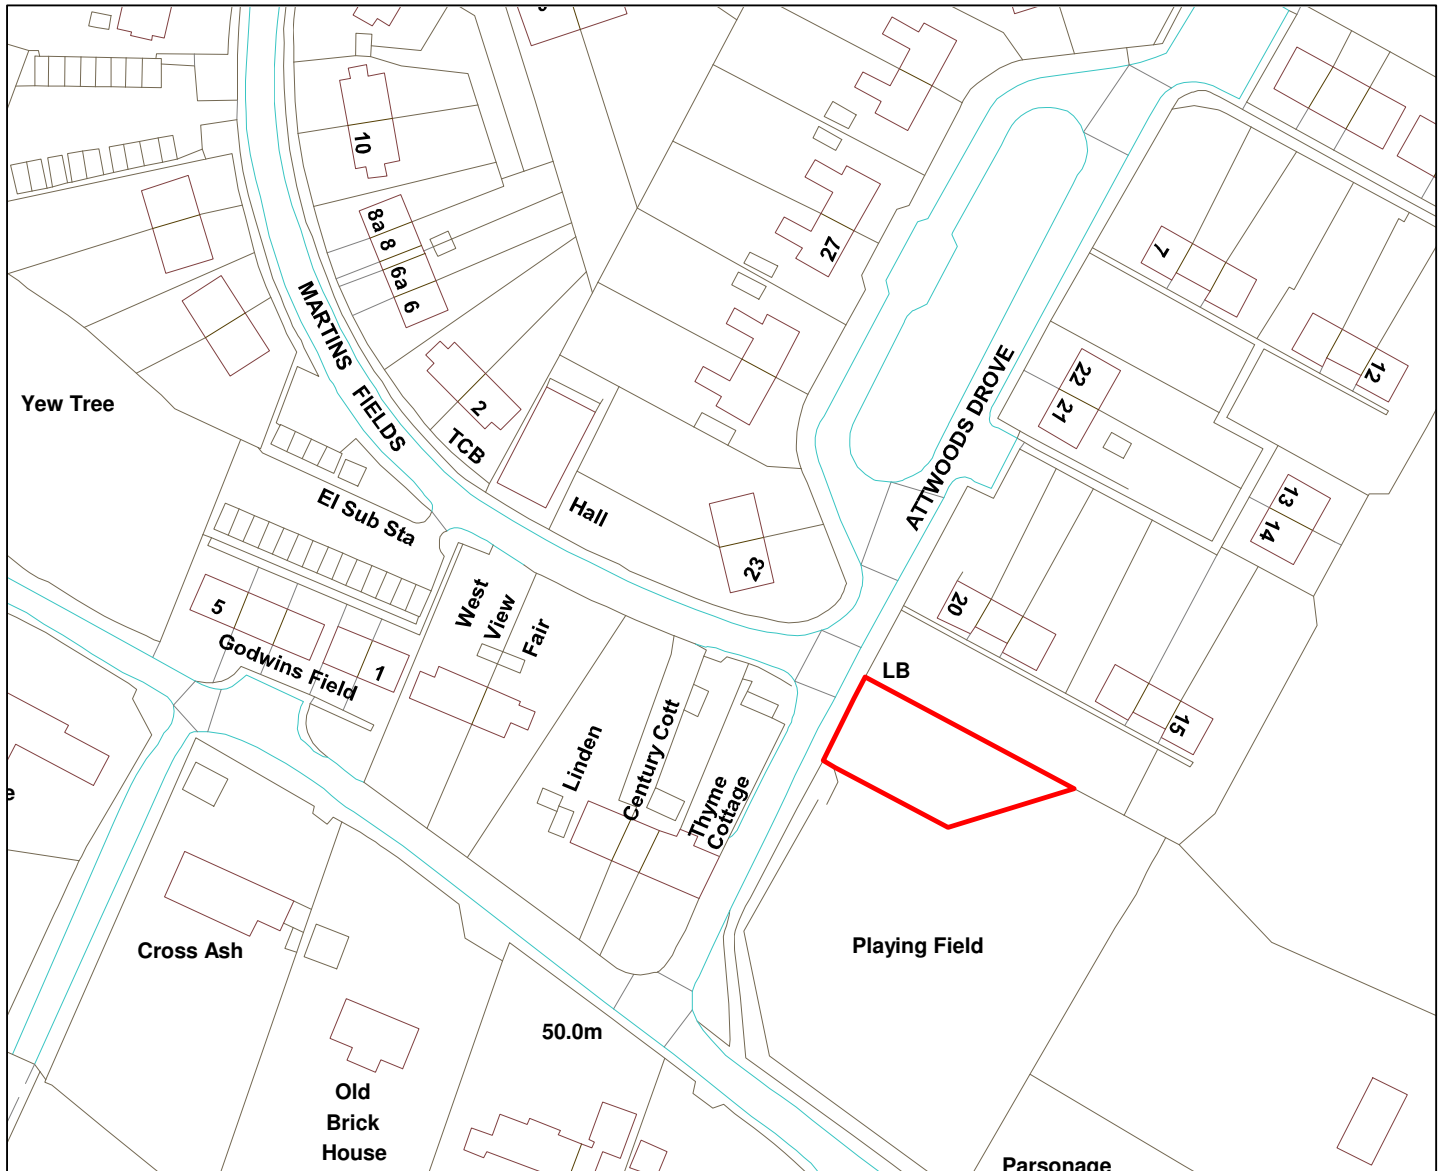 10
8a
8
6a
6
MARTINS FIELDS
27
7
12
Yew Tree
22
21
2
TCB
ATTWOODS DROVE
El Sub Sta
Hall
13
14
23
West
View
Fair
5
Godwins Field
1
20
LB
15
Linden
Century Cott
Thyme
Cottage
Cross Ash
Playing Field
50.0m
Old
Brick
House
Parsonage